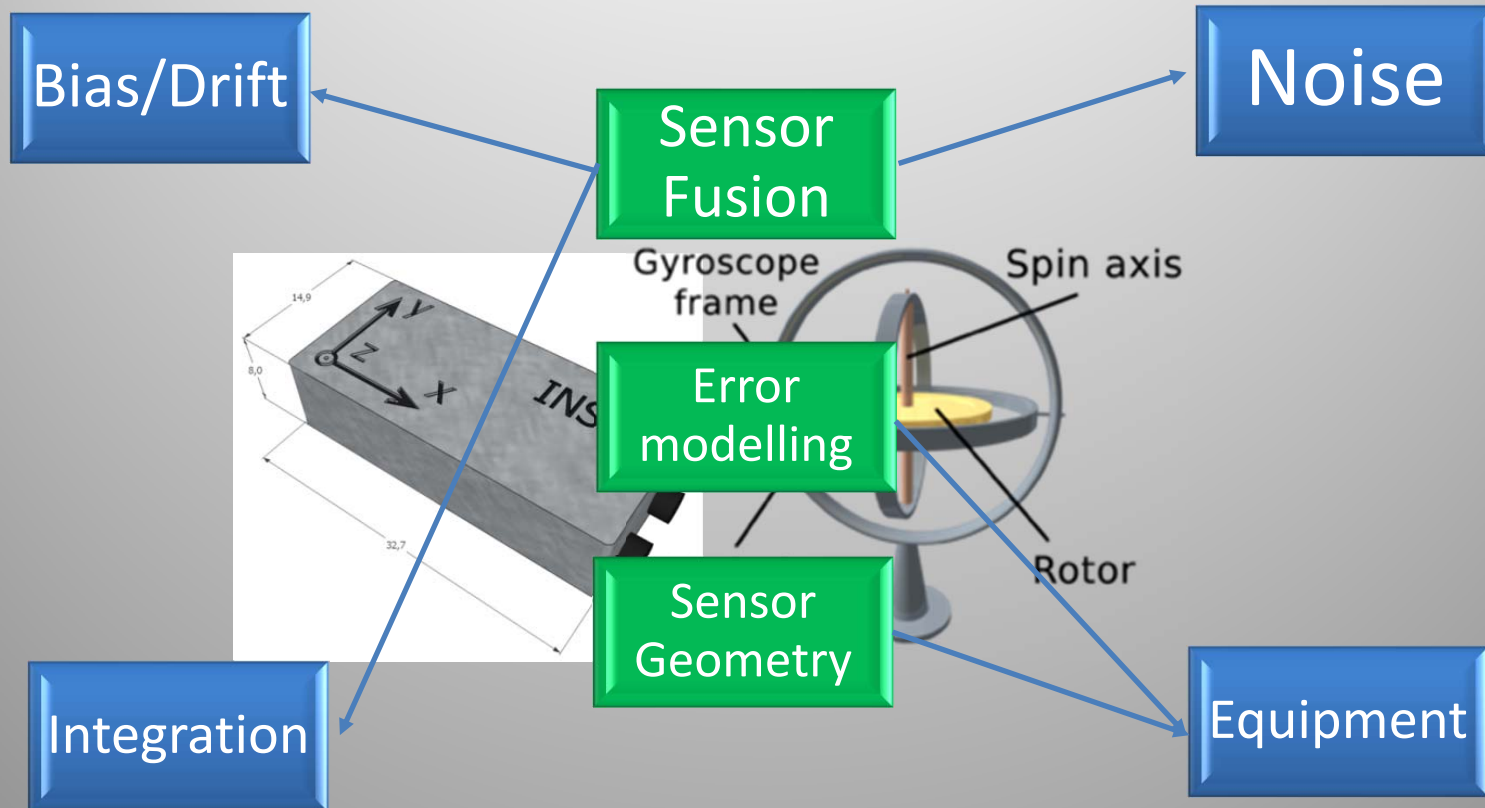 Bias/Drift
Noise
Sensor
Fusion
Gyroscope
frame
Spin axis
14,9
y
z
x
8,0
INS
Error
modelling
32,7
Rotor
Sensor
Geometry
Integration
Equipment